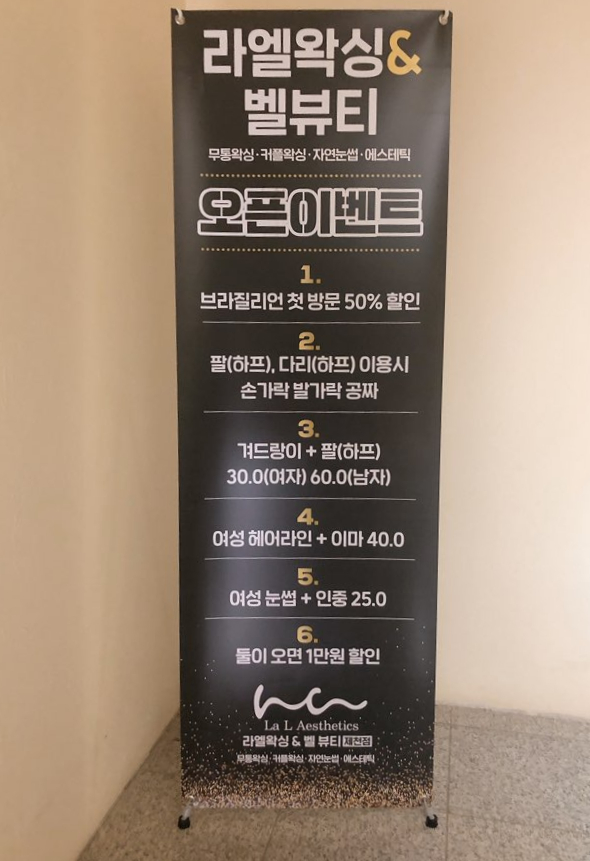 라엘왁싱&
벨뷰티
무통왁싱·커플왁싱·자연눈썹·에스테틱
오픈이벤트
1.
브라질리언 첫 방문 50% 할인
2.
팔(하프), 다리(하프) 이용시
손가락 발가락 공짜
3.
겨드랑이 + 팔(하프)
30.0(여자) 60.0(남자)
4.
여성 헤어라인 + 이마 40.0
5.
여성 눈썹 + 인중 25.0
6.
둘이 오면 1만원 할인
La L Aesthetics
라엘왁싱 & 벨 뷰티
무통왁싱·커플왁싱·자연눈썹·에스테틱